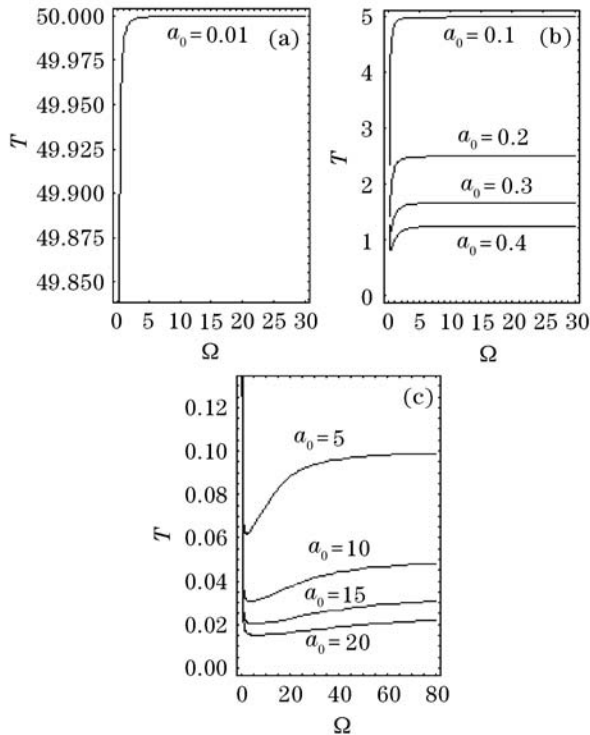 50.000
a₀ = 0.01
(a)
49.975
49.950
T
49.925
49.900
49.875
49.850
0 5 10 15 20 25 30
Ω
5
a₀ = 0.1
(b)
4
3
T
a₀ = 0.2
2
a₀ = 0.3
1
a₀ = 0.4
0
0 5 10 15 20 25 30
Ω
(c)
0.12
a₀ = 5
0.10
0.08
T
0.06
a₀ = 10
0.04
a₀ = 15
0.02
a₀ = 20
0.00
0 20 40 60 80
Ω